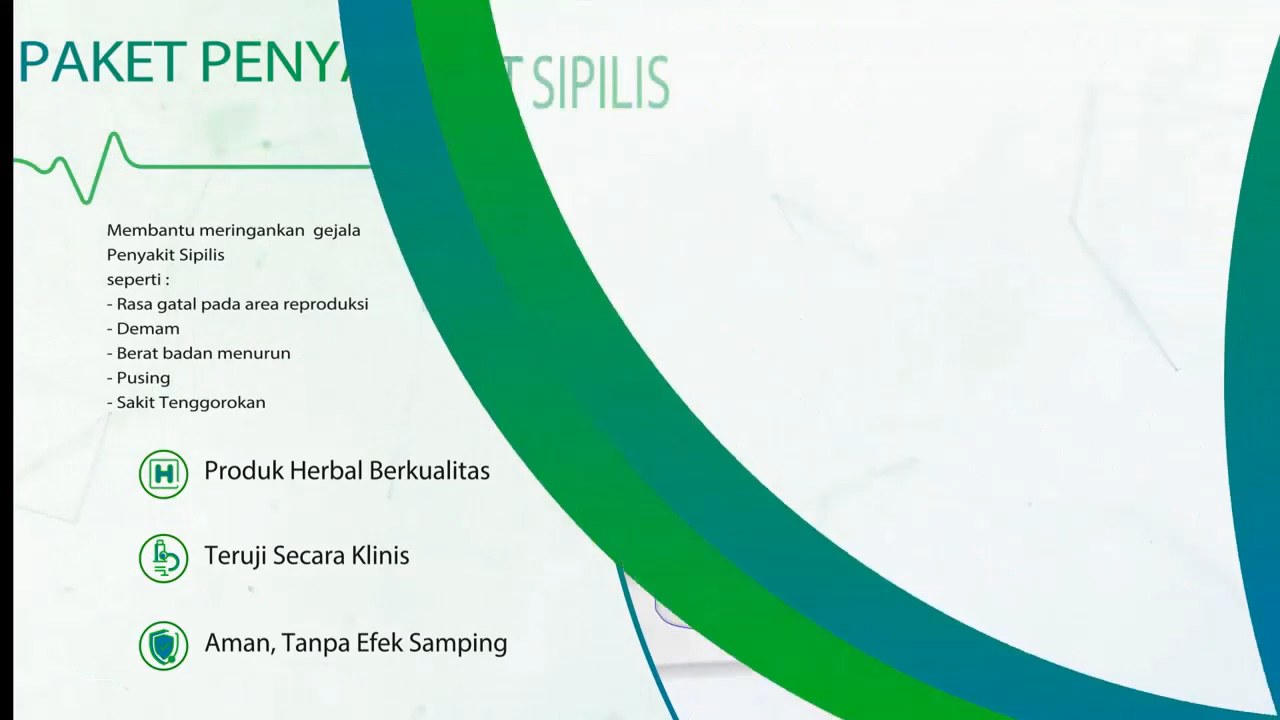 PAKET PENYA T SIPILIS
Membantu meringankan gejala
Penyakit Sipilis
seperti :
- Rasa gatal pada area reproduksi
- Demam
- Berat badan menurun
- Pusing
- Sakit Tenggorokan
Produk Herbal Berkualitas
Teruji Secara Klinis
Aman, Tanpa Efek Samping